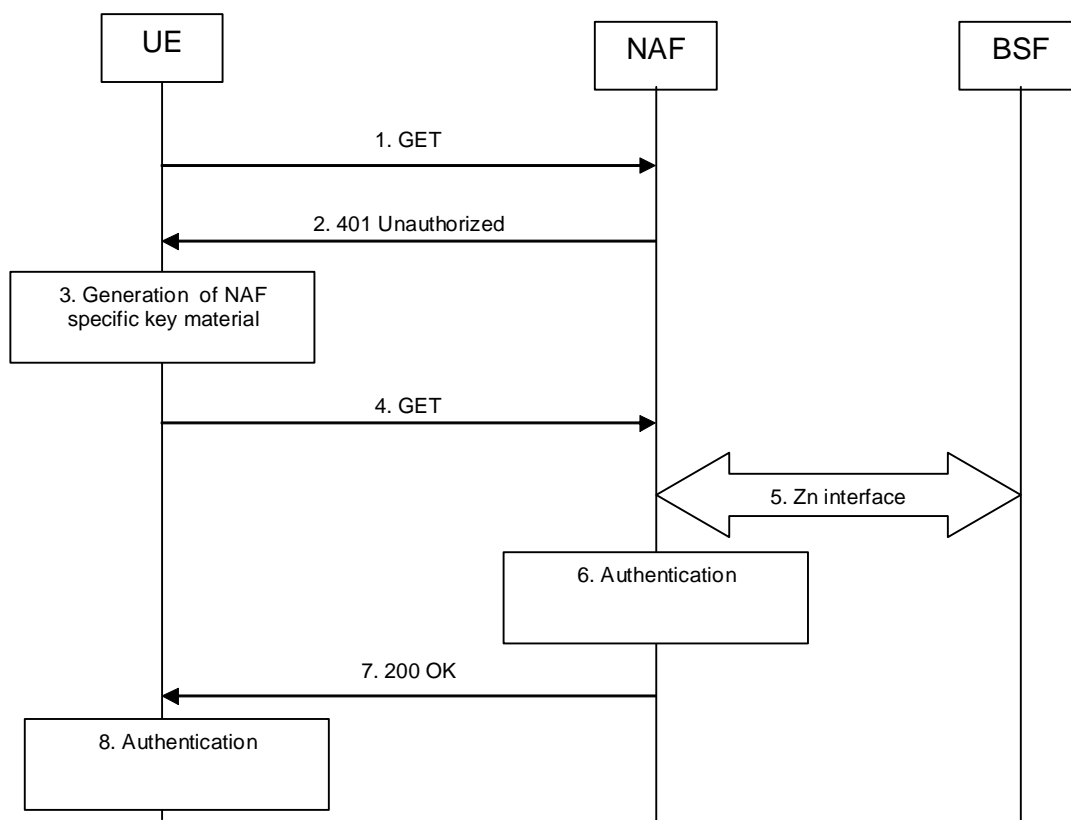 UE
NAF
BSF
1. GET
2. 401 Unauthorized
3. Generation of NAF
specific key material
4. GET
5. Zn interface
6. Authentication
7. 200 OK
8. Authentication